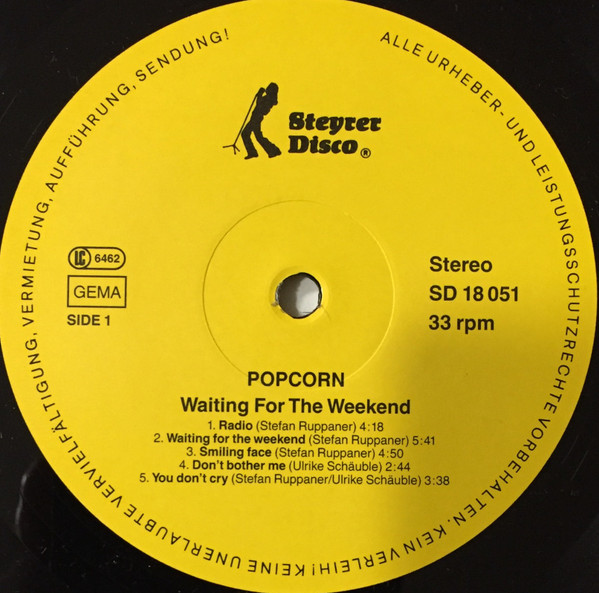 ALLE URHEBER- UND LEISTUNGSSCHUTZRECHTE VORBEHALTEN. KEIN VERLEIH! KEINE UNERLAUBTE VERVIELFÄLTIGUNG, VERMIETUNG, AUFFÜHRUNG, SENDUNG!
Steyrer
Disco ®
LC 6462
GEMA
SIDE 1
Stereo
SD 18 051
33 rpm
POPCORN
Waiting For The Weekend
1. Radio (Stefan Ruppaner) 4:18
2. Waiting for the weekend (Stefan Ruppaner) 5:41
3. Smiling face (Stefan Ruppaner) 4:50
4. Don't bother me (Ulrike Schäuble) 2:44
5. You don't cry (Stefan Ruppaner/Ulrike Schäuble) 3:38